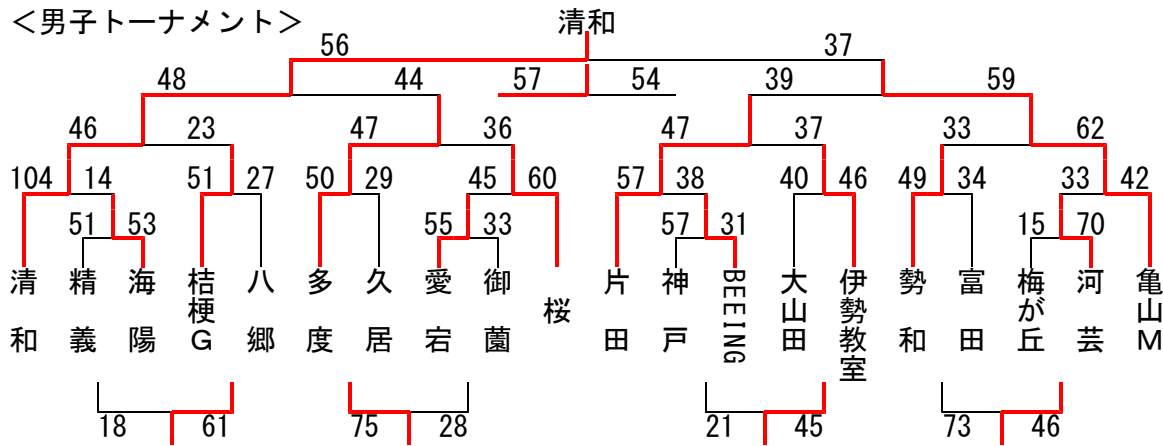 <男子トーナメント>
清和
56 37
48 44 57 54 39 59
46 23 47 36 47 37 33 62
104 14 51 27 50 29 45 60 57 38 40 46 49 34 33 42
51 53 55 33 57 31 15 70
清和 精義 海陽 桔梗G 八郷 多度 久居 愛宕 御薗 桜 片田 神戸 BEEING 大山田 伊勢教室 勢和 富田 梅が丘 河芸 亀山M
18 61 75 28 21 45 73 46